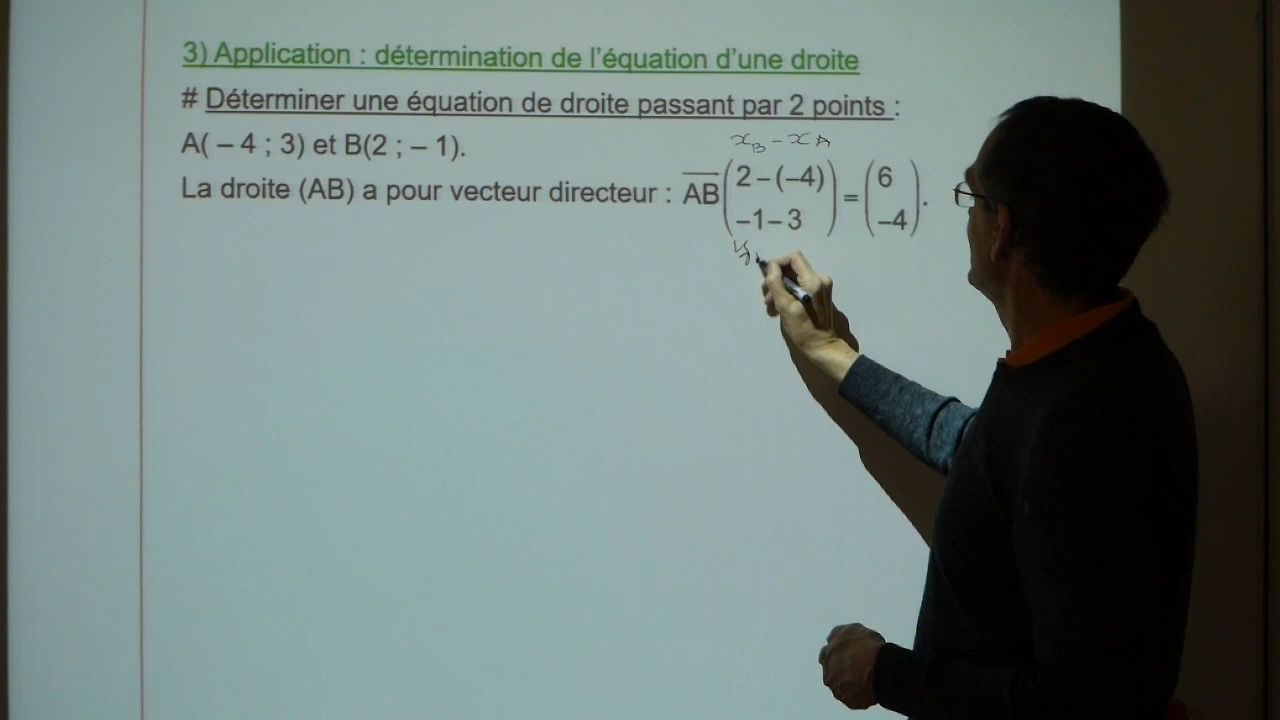 3) Application : détermination de l'équation d'une droite
# Déterminer une équation de droite passant par 2 points :
A( – 4 ; 3) et B(2 ; – 1).
x_B – x_A
La droite (AB) a pour vecteur directeur : AB (2 – (–4) –1 – 3) = (6 –4).
y